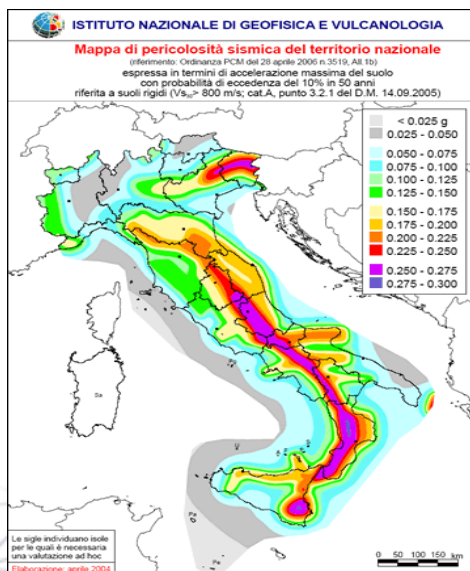 ISTITUTO NAZIONALE DI GEOFISICA E VULCANOLOGIA
Mappa di pericolosità sismica del territorio nazionale
(riferimento: Ordinanza PCM del 28 aprile 2006 n.3519, All.1b)
espressa in termini di accelerazione massima del suolo
con probabilità di eccedenza del 10% in 50 anni
riferita a suoli rigidi (Vs₃₀> 800 m/s; cat.A, punto 3.2.1 del D.M. 14.09.2005)
< 0.025 g
0.025 - 0.050
0.050 - 0.075
0.075 - 0.100
0.100 - 0.125
0.125 - 0.150
0.150 - 0.175
0.175 - 0.200
0.200 - 0.225
0.225 - 0.250
0.250 - 0.275
0.275 - 0.300
Sa
U
Pa
Pe
Le sigle individuano isole
per le quali è necessaria
una valutazione ad hoc
Elaborazione: aprile 2004
0 50 100 150 km